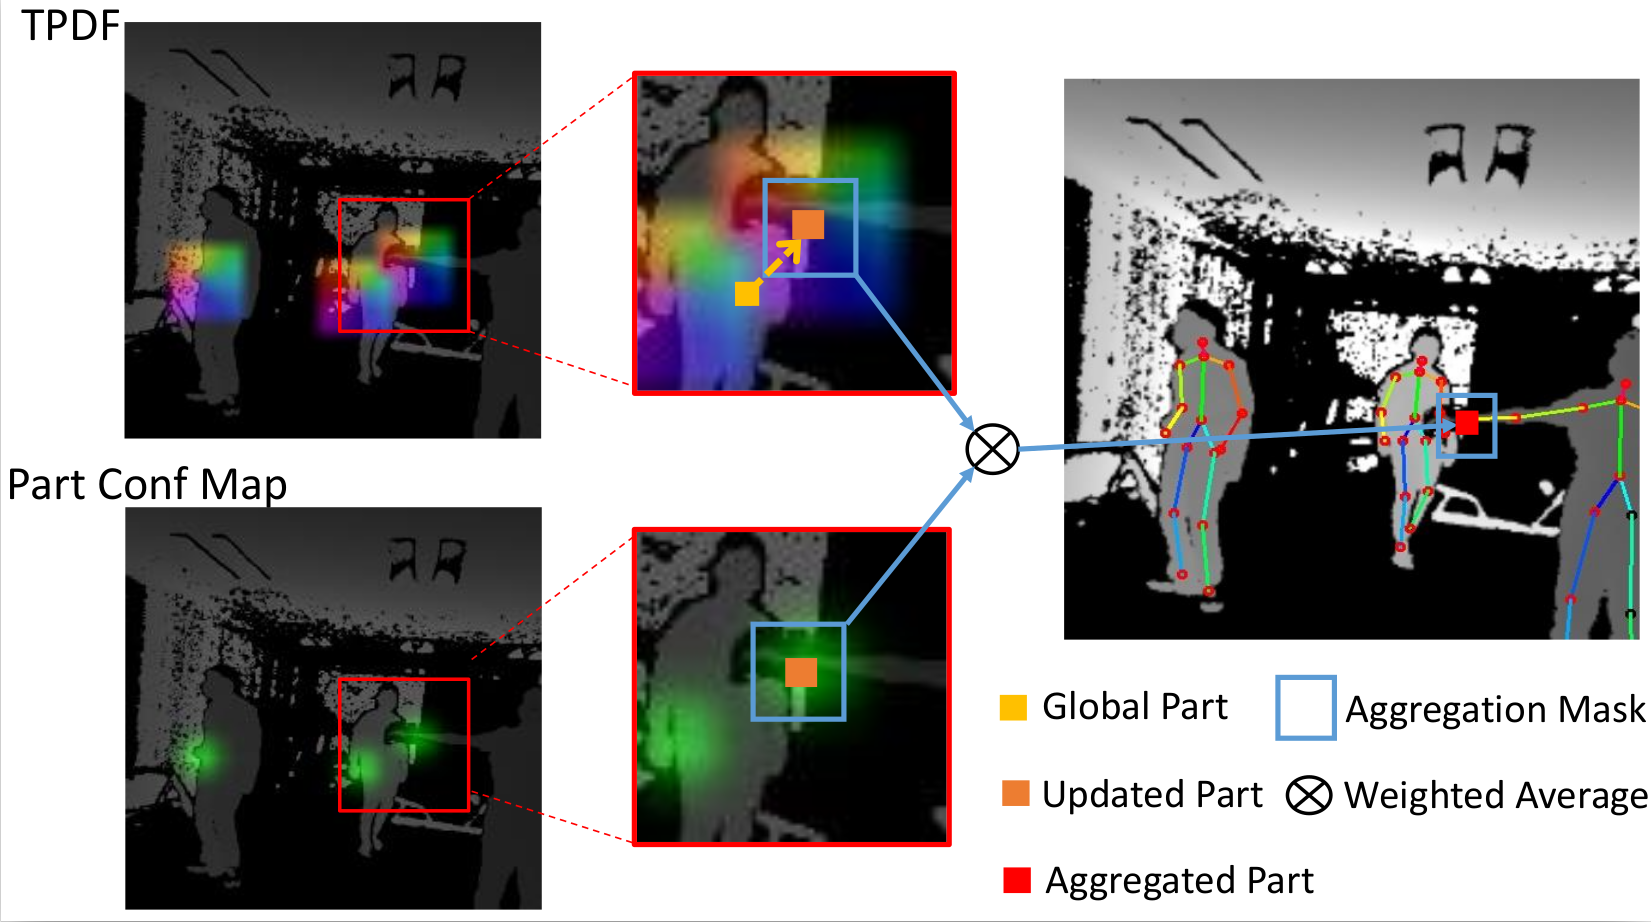 TPDF
Part Conf Map
Global Part
Aggregation Mask
Updated Part
Weighted Average
Aggregated Part